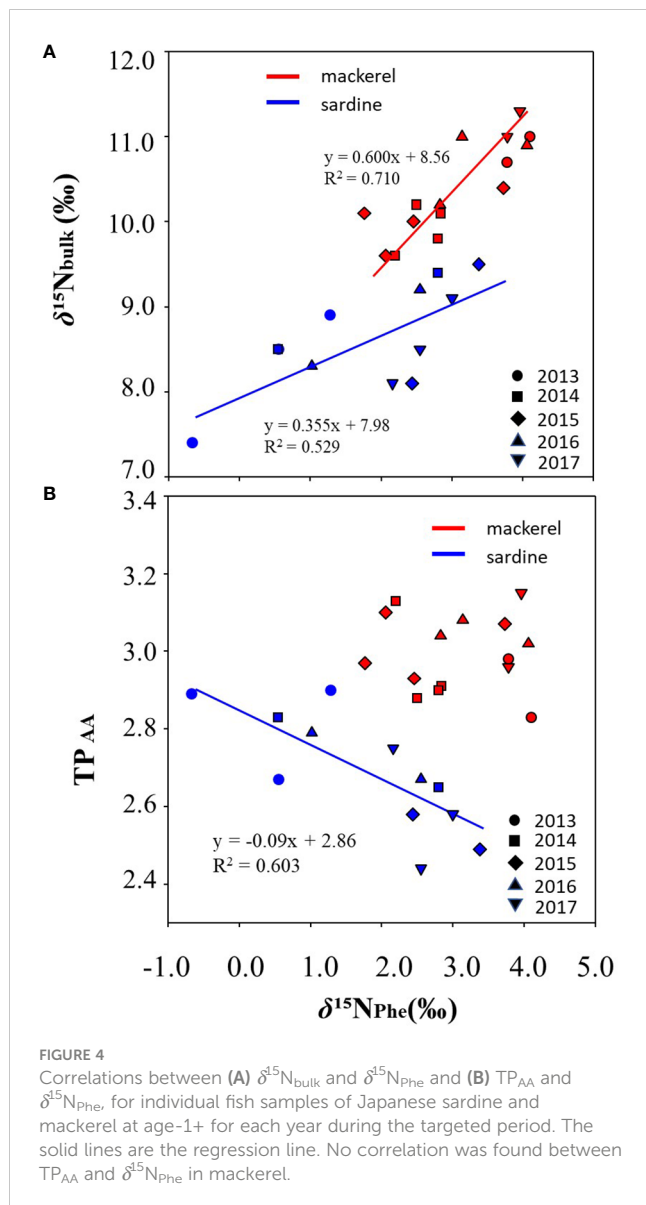 A
12.0
11.0
10.0
9.0
8.0
7.0
δ¹⁵Nbulk (‰)
mackerel
sardine
y = 0.600x + 8.56
R² = 0.710
y = 0.355x + 7.98
R² = 0.529
2013
2014
2015
2016
2017
B
3.4
3.2
3.0
2.8
2.6
2.4
TP AA
mackerel
sardine
y = -0.09x + 2.86
R² = 0.603
2013
2014
2015
2016
2017
-1.0 0.0 1.0 2.0 3.0 4.0 5.0
δ¹⁵NPhe(‰)
FIGURE 4
Correlations between (A) δ¹⁵Nbulk and δ¹⁵NPhe and (B) TPAA and
δ¹⁵NPhe, for individual fish samples of Japanese sardine and
mackerel at age-1+ for each year during the targeted period. The
solid lines are the regression line. No correlation was found between
TPAA and δ¹⁵NPhe in mackerel.